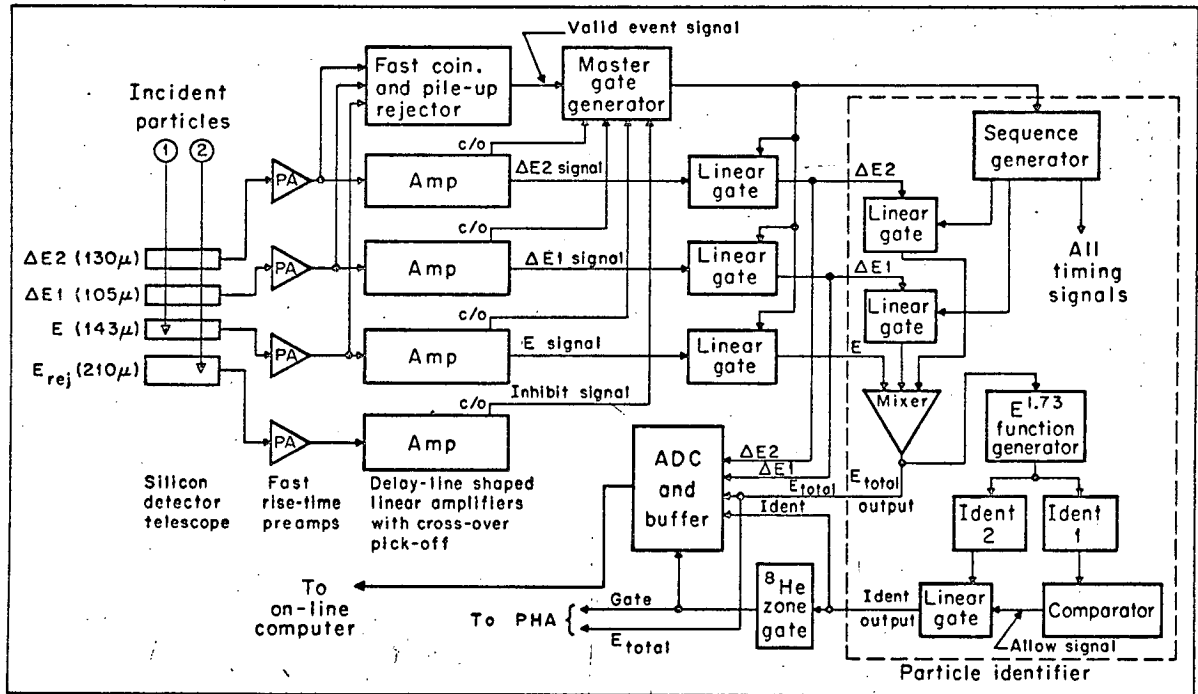 Valid event signal
Incident
particles
1
2
Fast coin.
and pile-up
rejector
Master
gate
generator
Sequence
generator
c/o
PA
Amp
ΔE2 signal
Linear
gate
ΔE2
Linear
gate
All
timing
signals
ΔE2 (130μ)
ΔE1 (105μ)
E (143μ)
E rej (210μ)
c/o
PA
Amp
ΔE1 signal
Linear
gate
ΔE1
Linear
gate
c/o
PA
Amp
E signal
Linear
gate
E
Mixer
E^1.73
function
generator
c/o
Inhibit signal
PA
Amp
Silicon
detector
telescope
Fast
rise-time
preamps
Delay-line shaped
linear amplifiers
with cross-over
pick-off
ADC
and
buffer
ΔE2
ΔE1
E total
Ident
E total
output
Ident
2
Ident
1
To
on-line
computer
To PHA
Gate
E total
8He
zone
gate
Ident
output
Linear
gate
Comparator
Allow signal
Particle identifier